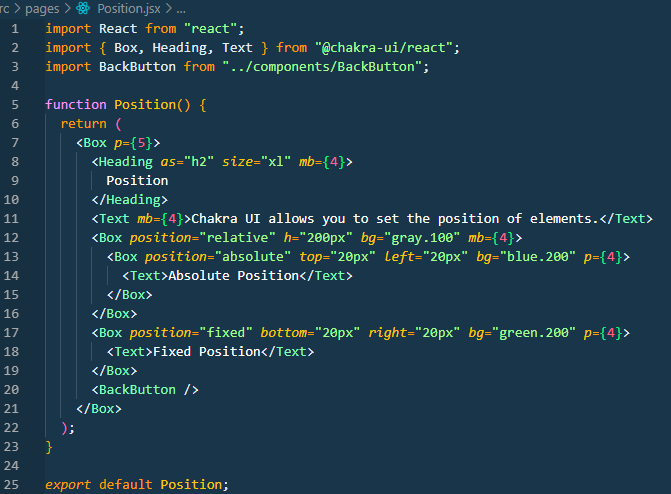 rc > pages > Position.jsx > ...
1 import React from "react";
2 import { Box, Heading, Text } from "@chakra-ui/react";
3 import BackButton from "../components/BackButton";
4
5 function Position() {
6   return (
7     <Box p={5}>
8       <Heading as="h2" size="xl" mb={4}>
9         Position
10       </Heading>
11       <Text mb={4}>Chakra UI allows you to set the position of elements.</Text>
12       <Box position="relative" h="200px" bg="gray.100" mb={4}>
13         <Box position="absolute" top="20px" left="20px" bg="blue.200" p={4}>
14           <Text>Absolute Position</Text>
15         </Box>
16       </Box>
17       <Box position="fixed" bottom="20px" right="20px" bg="green.200" p={4}>
18         <Text>Fixed Position</Text>
19       </Box>
20       <BackButton />
21     </Box>
22   );
23 }
24
25 export default Position;